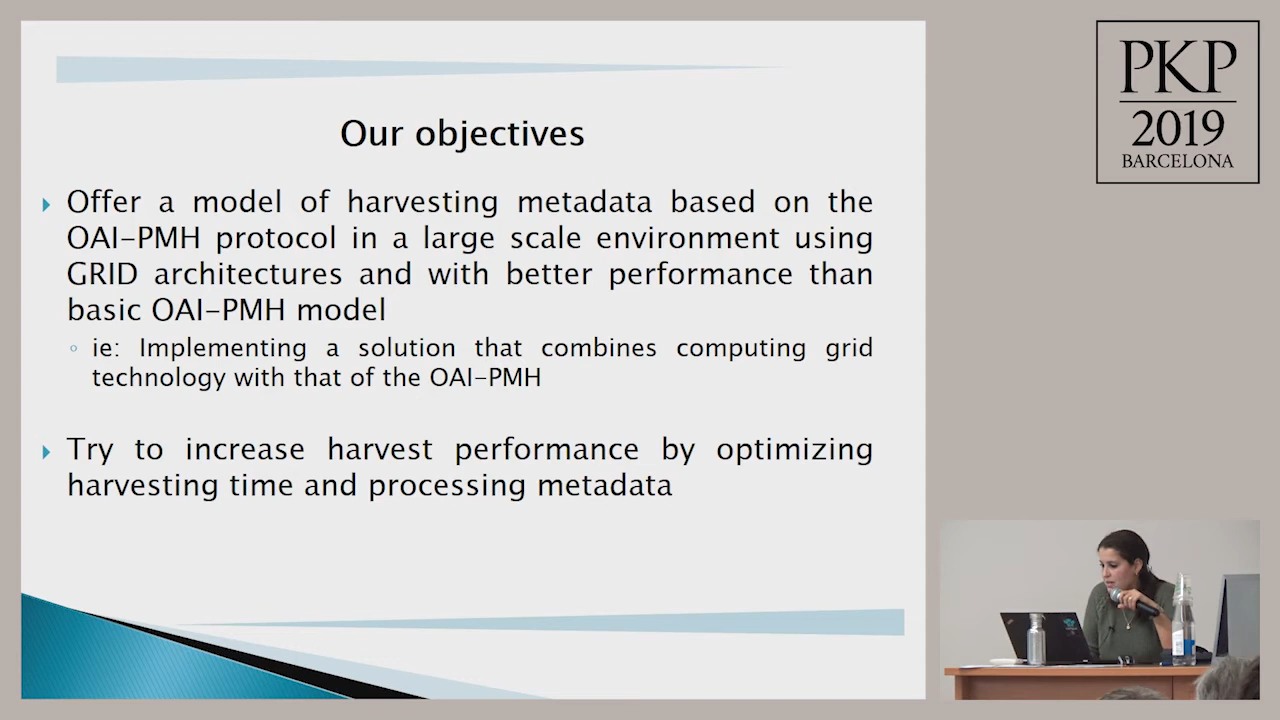 Our objectives
Offer a model of harvesting metadata based on the
OAI-PMH protocol in a large scale environment using
GRID architectures and with better performance than
basic OAI-PMH model
ie: Implementing a solution that combines computing grid
technology with that of the OAI-PMH
Try to increase harvest performance by optimizing
harvesting time and processing metadata
PKP
2019
BARCELONA